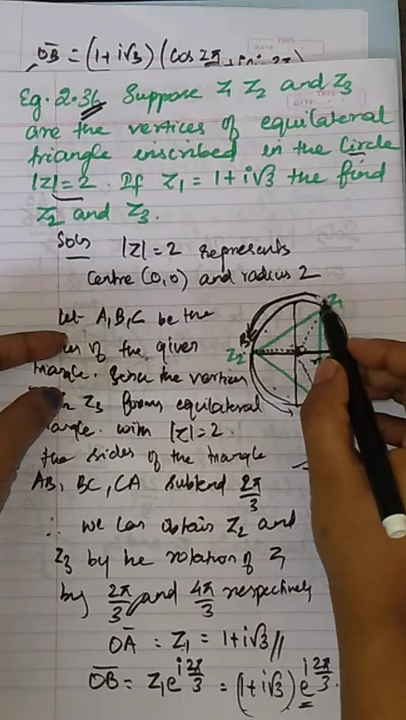 OB = (1+i√3) (cos 2π
Eg. 2.36 Suppose z1 z2 and z3
are the vertices of equilateral
triangle inscribed in the circle
|z|=2. If z1 = 1+i√3 the find
z2 and z3.
Soln |z|=2 represents
Centre (0,0) and radius 2
Let A,B,C be the
of the given
triangle. Since the vertices
z3 forms equilateral
with |z|=2.
the sides of the triangle
AB, BC, CA subtend 2π/3
∴ we can obtain z2 and
z3 by the rotation of z1
by 2π/3 and 4π/3 respectively
OA = z1 = 1+i√3 //
OB = z1 e^(i2π/3) = (1+i√3) e^(i2π/3).
z1
B
z2